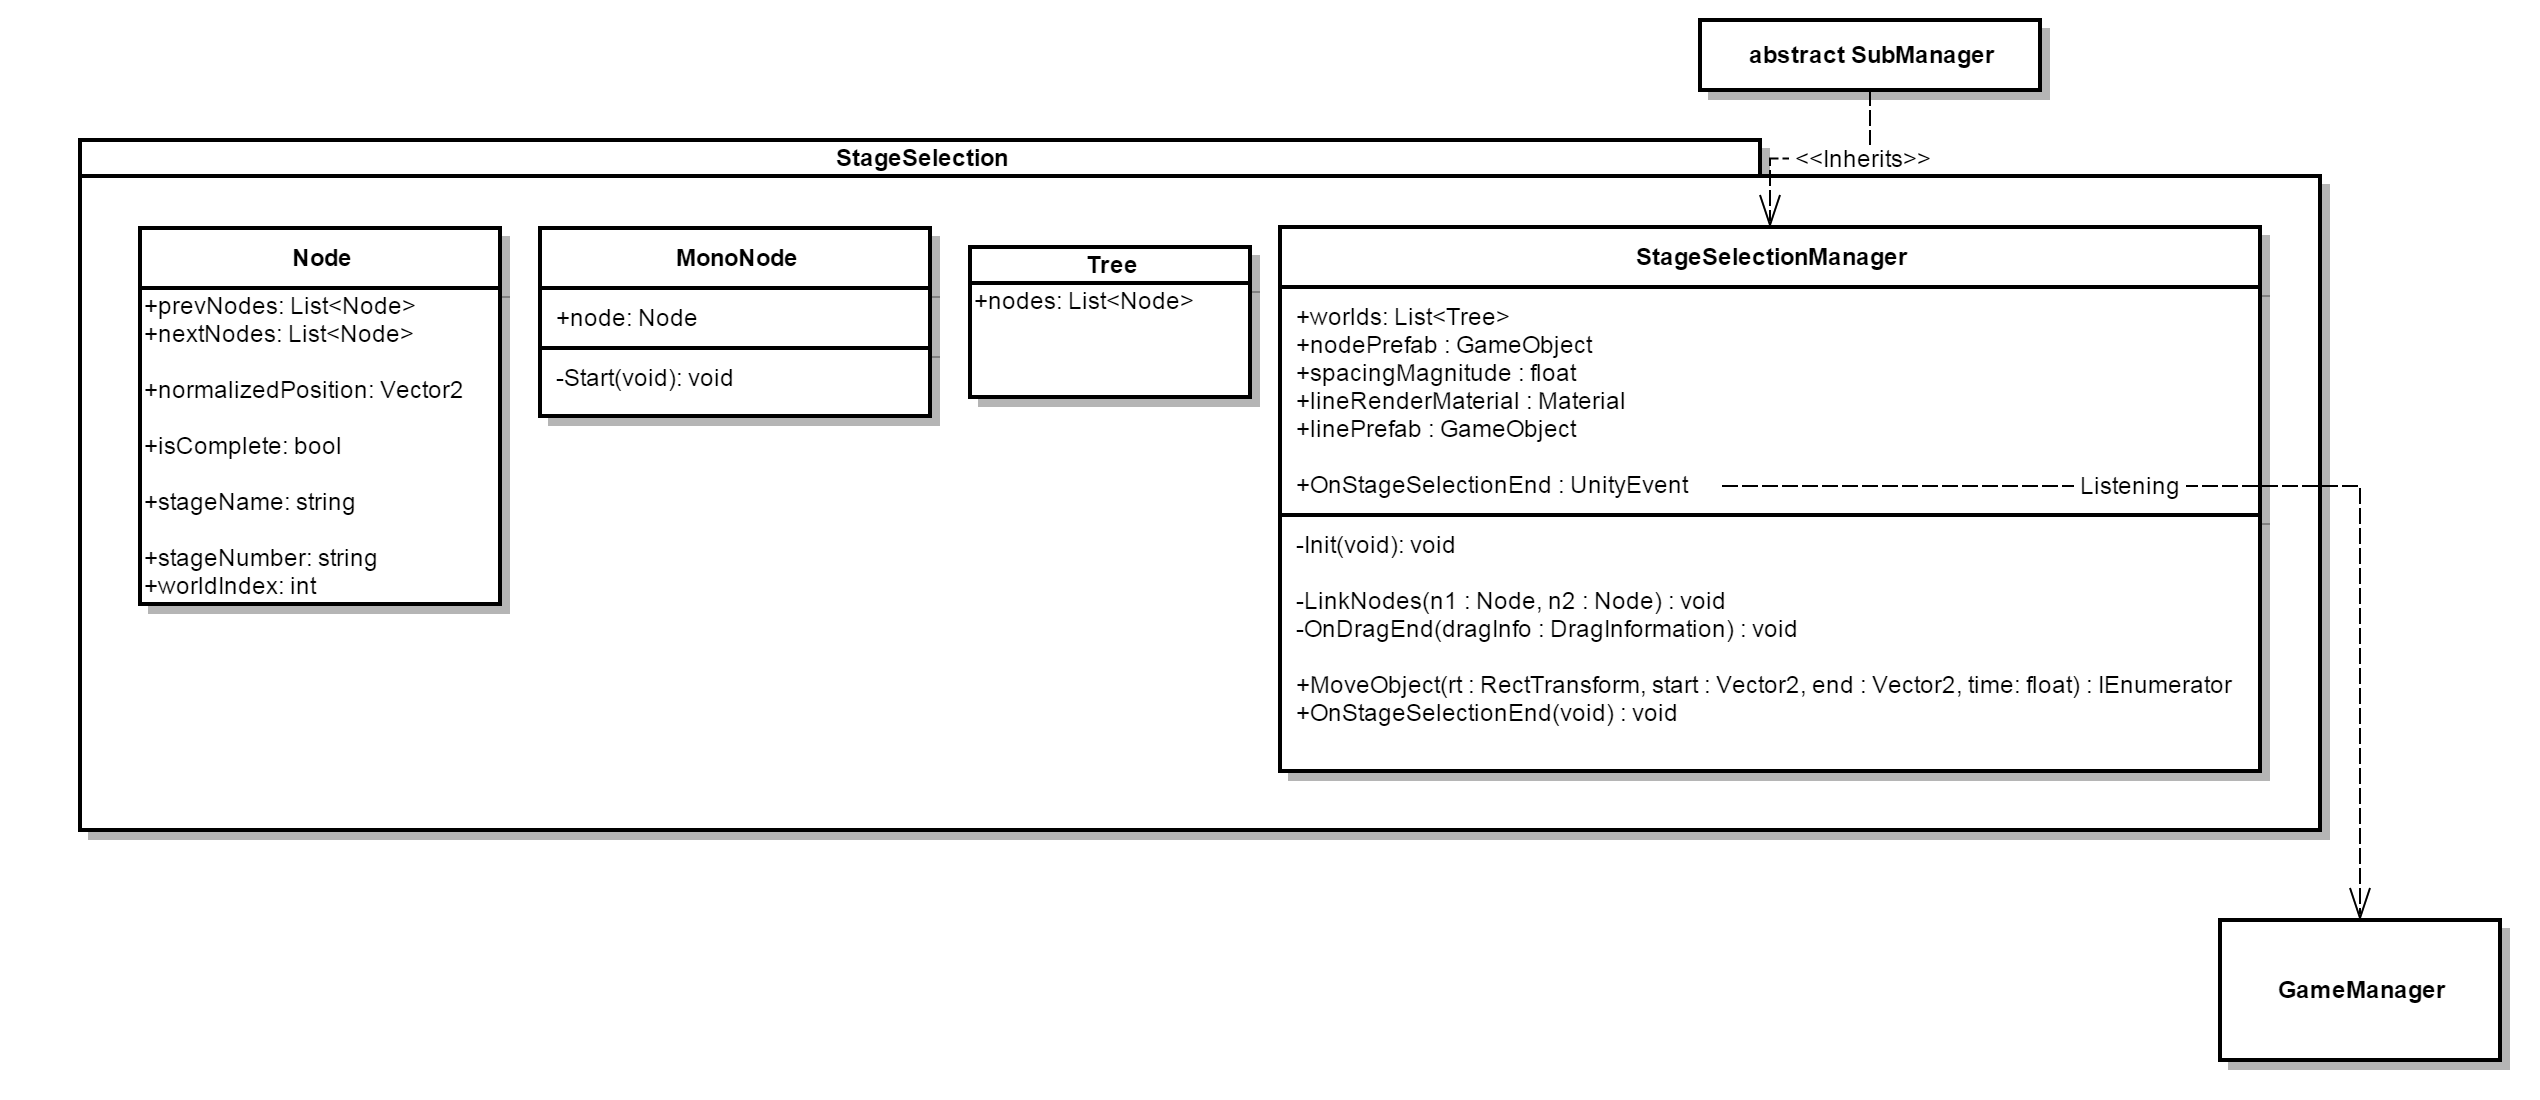 abstract SubManager
<<Inherits>>
StageSelection
Node
+prevNodes: List<Node>
+nextNodes: List<Node>
+normalizedPosition: Vector2
+isComplete: bool
+stageName: string
+stageNumber: string
+worldIndex: int
MonoNode
+node: Node
-Start(void): void
Tree
+nodes: List<Node>
StageSelectionManager
+worlds: List<Tree>
+nodePrefab : GameObject
+spacingMagnitude : float
+lineRenderMaterial : Material
+linePrefab : GameObject
+OnStageSelectionEnd : UnityEvent
Listening
-Init(void): void
-LinkNodes(n1 : Node, n2 : Node) : void
-OnDragEnd(dragInfo : DragInformation) : void
+MoveObject(rt : RectTransform, start : Vector2, end : Vector2, time: float) : IEnumerator
+OnStageSelectionEnd(void) : void
GameManager